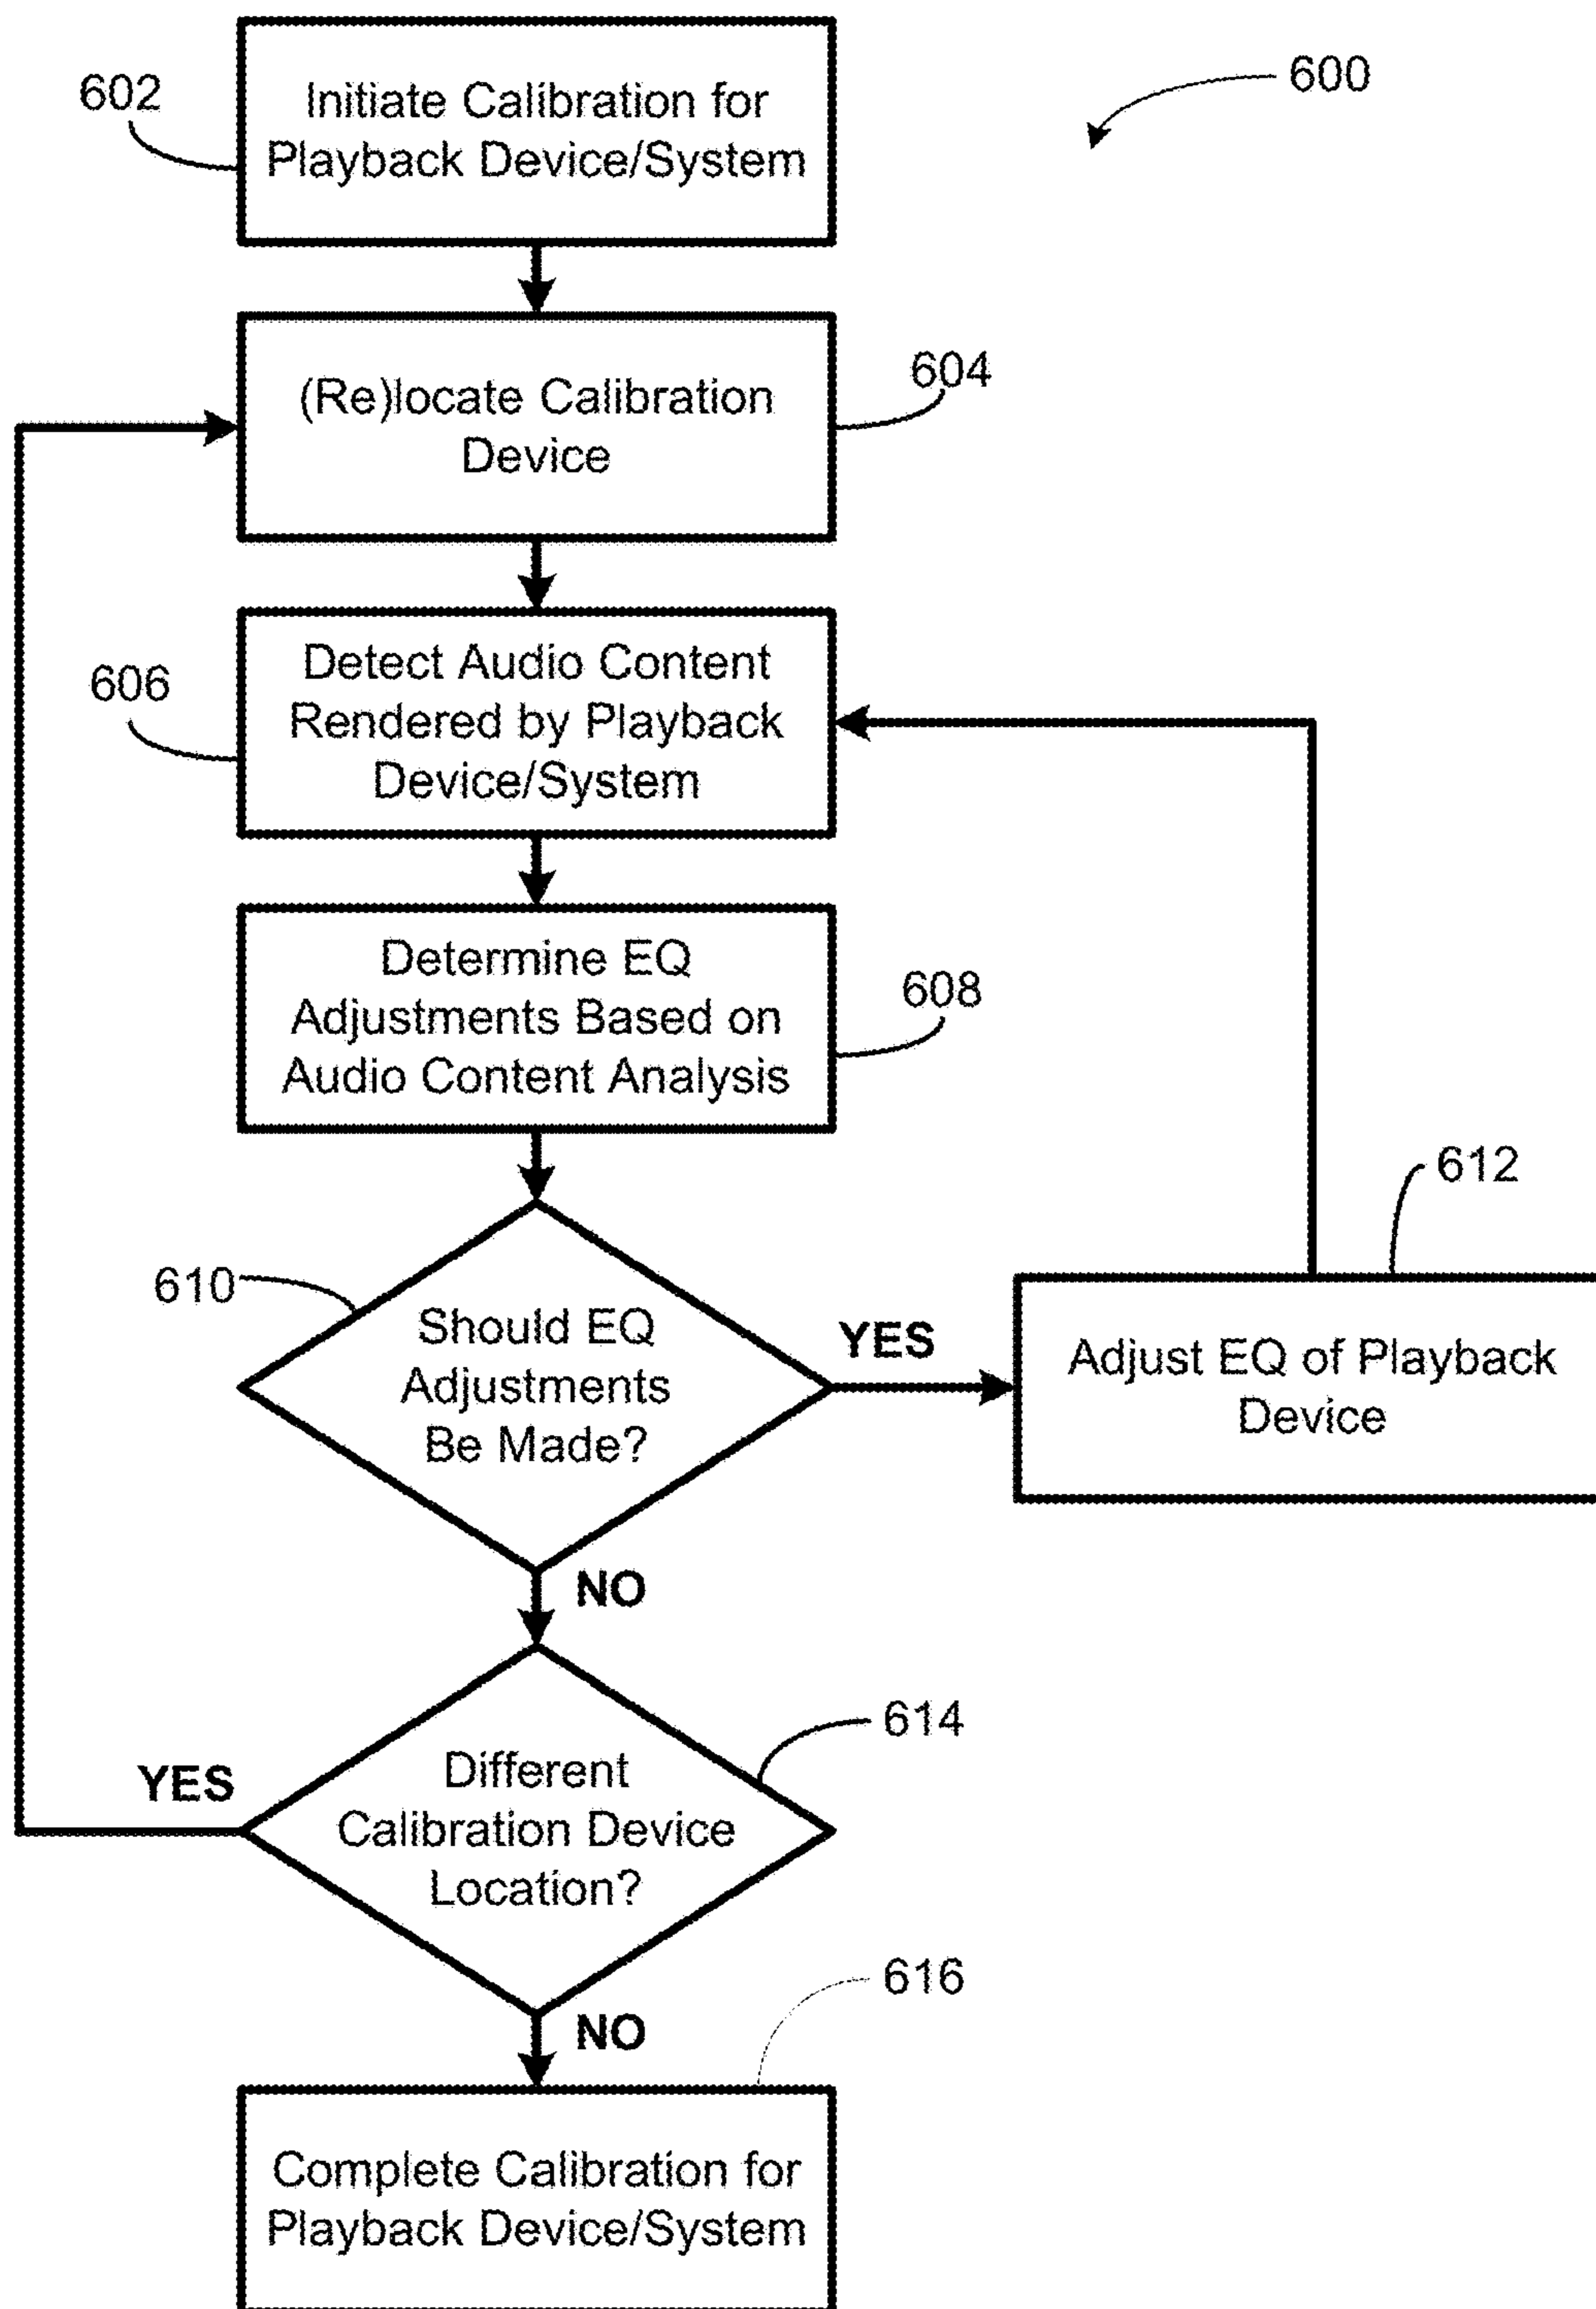 600
602
Initiate Calibration for
Playback Device/System
604
(Re)locate Calibration
Device
606
Detect Audio Content
Rendered by Playback
Device/System
608
Determine EQ
Adjustments Based on
Audio Content Analysis
610
Should EQ
Adjustments
Be Made?
YES
612
Adjust EQ of Playback
Device
NO
614
Different
Calibration Device
Location?
YES
NO
616
Complete Calibration for
Playback Device/System